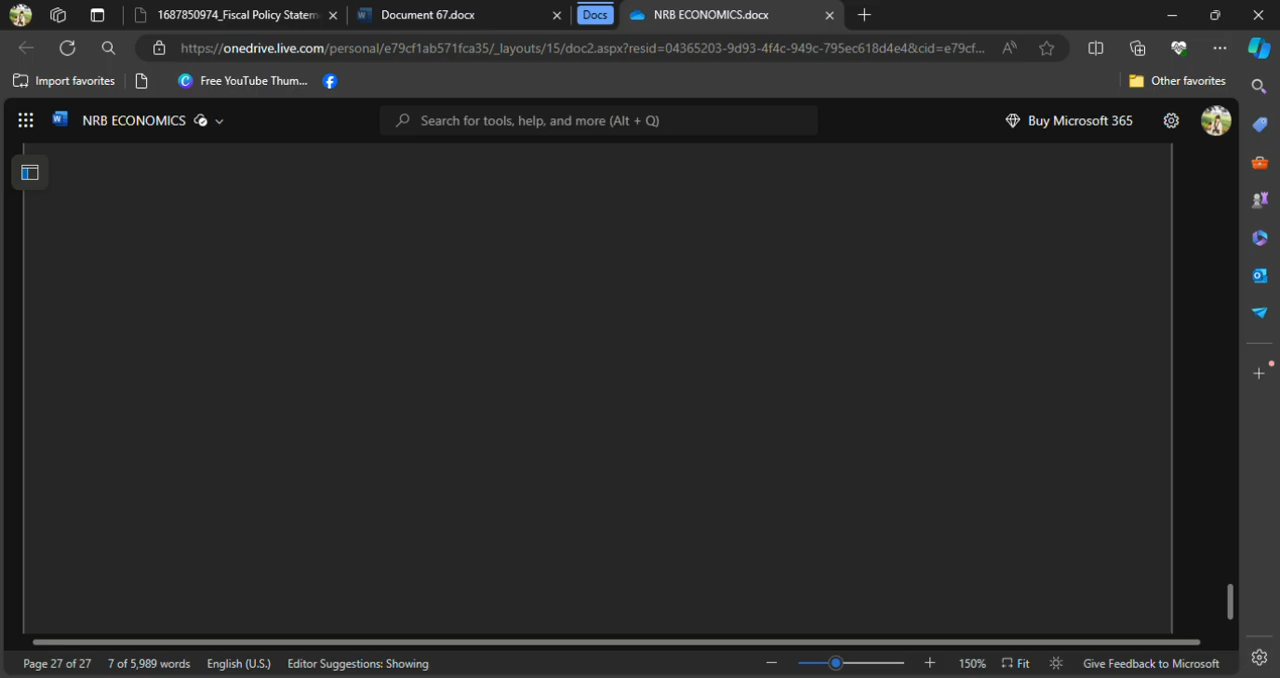 1687850974_Fiscal Policy Statem
Document 67.docx
Docs
NRB ECONOMICS.docx
https://onedrive.live.com/personal/e79cf1ab571fca35/_layouts/15/doc2.aspx?resid=04365203-9d93-4f4c-949c-795ec618d4e4&cid=e79cf...
Import favorites
Free YouTube Thum...
Other favorites
NRB ECONOMICS
Search for tools, help, and more (Alt + Q)
Buy Microsoft 365
Page 27 of 27
7 of 5,989 words
English (U.S.)
Editor Suggestions: Showing
150%
Fit
Give Feedback to Microsoft